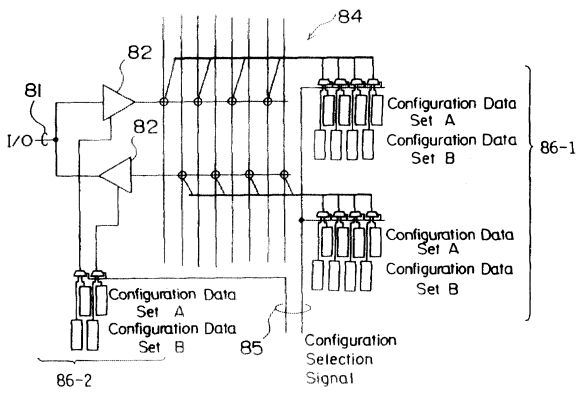 84
82
81
I/O
82
Configuration Data
Set A
Configuration Data
Set B
86-1
Configuration Data
Set A
Configuration Data
Set B
Configuration Data
Set A
Configuration Data
Set B
85
Configuration
Selection
Signal
86-2